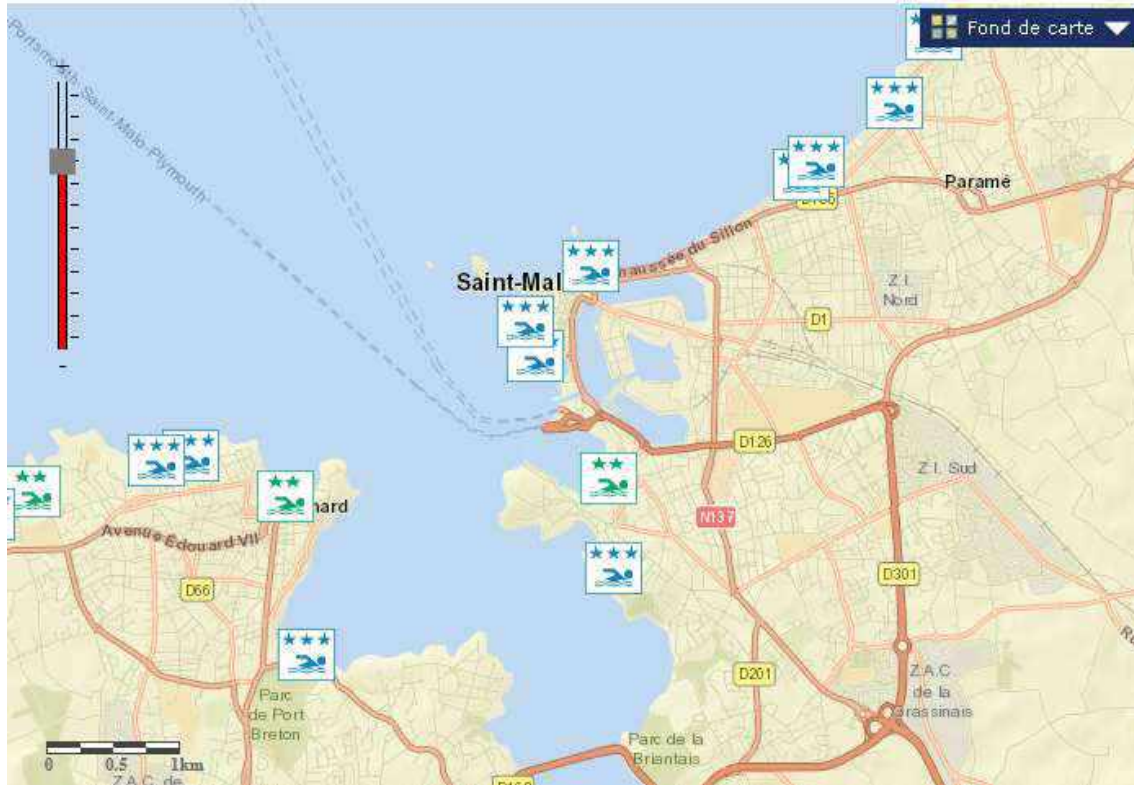 Fond de carte
Portsmouth-Saint-Malo-Plymouth
Paramé
Chaussée du Sillon
Saint-Mal
Z.I.
Nord
D1
D126
Z.I. Sud
N137
nard
Avenue Édouard VII
D66
D301
D201
Z.A.C.
de la
Grassinais
Parc
de Port
Breton
Parc de la
Briantais
0 0.5 1km
Z.A.C. de